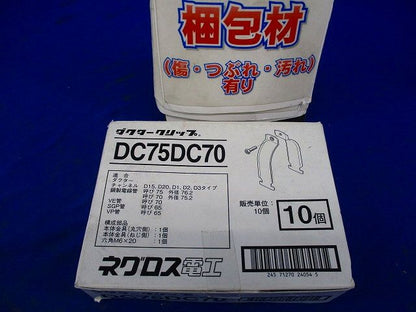 梱包材
(傷・つぶれ・汚れ)
有り
ダクタークリップ
DC75DC70
適合
ダクター
チャンネル D15, D20, D1, D2, D3タイプ
鋼製電線管 呼び 75 外径 76.2
呼び 70 外径 75.2
VE管 呼び 70
SGP管 呼び 65
VP管 呼び 65
構成部品
本体金具(丸穴側):1個
本体金具(ねじ側):1個
六角M6×20 :1個
販売単位:
10個
10個
ネグロス電工
245 71270 24054 5
DC75DC70